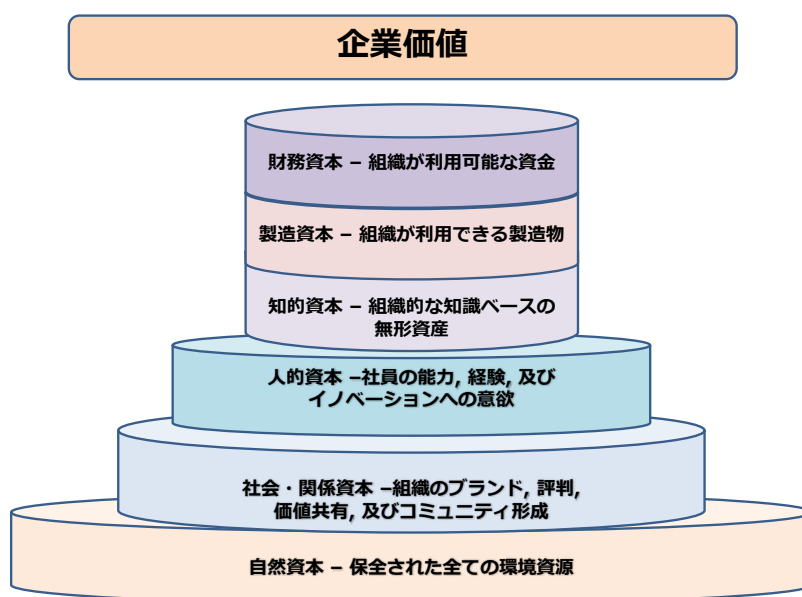 企業価値
財務資本 – 組織が利用可能な資金
製造資本 – 組織が利用できる製造物
知的資本 – 組織的な知識ベースの
無形資産
人的資本 –社員の能力, 経験, 及び
イノベーションへの意欲
社会・関係資本 –組織のブランド, 評判,
価値共有, 及びコミュニティ形成
自然資本 – 保全された全ての環境資源